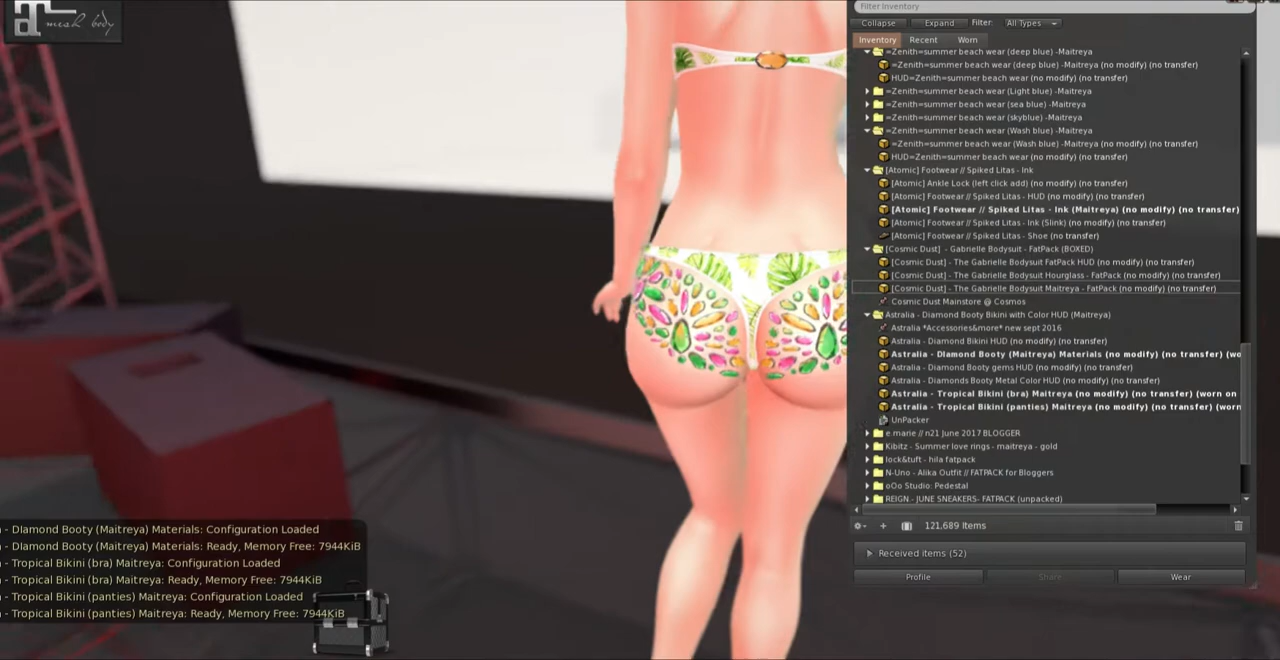 mesh body
Filter Inventory
Collapse Expand Filter: All Types
Inventory Recent Worn
=Zenith=summer beach wear (deep blue) -Maitreya
=Zenith=summer beach wear (deep blue) -Maitreya (no modify) (no transfer)
HUD=Zenith=summer beach wear (no modify) (no transfer)
=Zenith=summer beach wear (Light blue) -Maitreya
=Zenith=summer beach wear (sea blue) -Maitreya
=Zenith=summer beach wear (skyblue) -Maitreya
=Zenith=summer beach wear (Wash blue) -Maitreya
=Zenith=summer beach wear (Wash blue) -Maitreya (no modify) (no transfer)
HUD=Zenith=summer beach wear (no modify) (no transfer)
[Atomic] Footwear // Spiked Litas - Ink
[Atomic] Ankle Lock (left click add) (no modify) (no transfer)
[Atomic] Footwear // Spiked Litas - HUD (no modify) (no transfer)
[Atomic] Footwear // Spiked Litas - Ink (Maitreya) (no modify) (no transfer)
[Atomic] Footwear // Spiked Litas - Ink (Slink) (no modify) (no transfer)
[Atomic] Footwear // Spiked Litas - Shoe (no transfer)
[Cosmic Dust] - Gabrielle Bodysuit - FatPack (BOXED)
[Cosmic Dust] - The Gabrielle Bodysuit FatPack HUD (no modify) (no transfer)
[Cosmic Dust] - The Gabrielle Bodysuit Hourglass - FatPack (no modify) (no transfer)
[Cosmic Dust] - The Gabrielle Bodysuit Maitreya - FatPack (no modify) (no transfer)
Cosmic Dust Mainstore @ Cosmos
Astralia - Diamond Booty Bikini with Color HUD (Maitreya)
Astralia *Accessories&more* new sept 2016
Astralia - Diamond Bikini HUD (no modify) (no transfer)
Astralia - DIamond Booty (Maitreya) Materials (no modify) (no transfer) (wo
Astralia - Diamond Booty gems HUD (no modify) (no transfer)
Astralia - Diamonds Booty Metal Color HUD (no modify) (no transfer)
Astralia - Tropical Bikini (bra) Maitreya (no modify) (no transfer) (worn on
Astralia - Tropical Bikini (panties) Maitreya (no modify) (no transfer) (worn
UnPacker
e.marie // n21 June 2017 BLOGGER
Kibitz - Summer love rings - maitreya - gold
lock&tuft - hila fatpack
N-Uno - Alika Outfit // FATPACK for Bloggers
oOo Studio: Pedestal
REIGN - JUNE SNEAKERS- FATPACK (unpacked)
121,689 Items
Received items (52)
Profile Share Wear
- DIamond Booty (Maitreya) Materials: Configuration Loaded
- DIamond Booty (Maitreya) Materials: Ready, Memory Free: 7944KiB
- Tropical Bikini (bra) Maitreya: Configuration Loaded
- Tropical Bikini (bra) Maitreya: Ready, Memory Free: 7944KiB
- Tropical Bikini (panties) Maitreya: Configuration Loaded
- Tropical Bikini (panties) Maitreya: Ready, Memory Free: 7944KiB